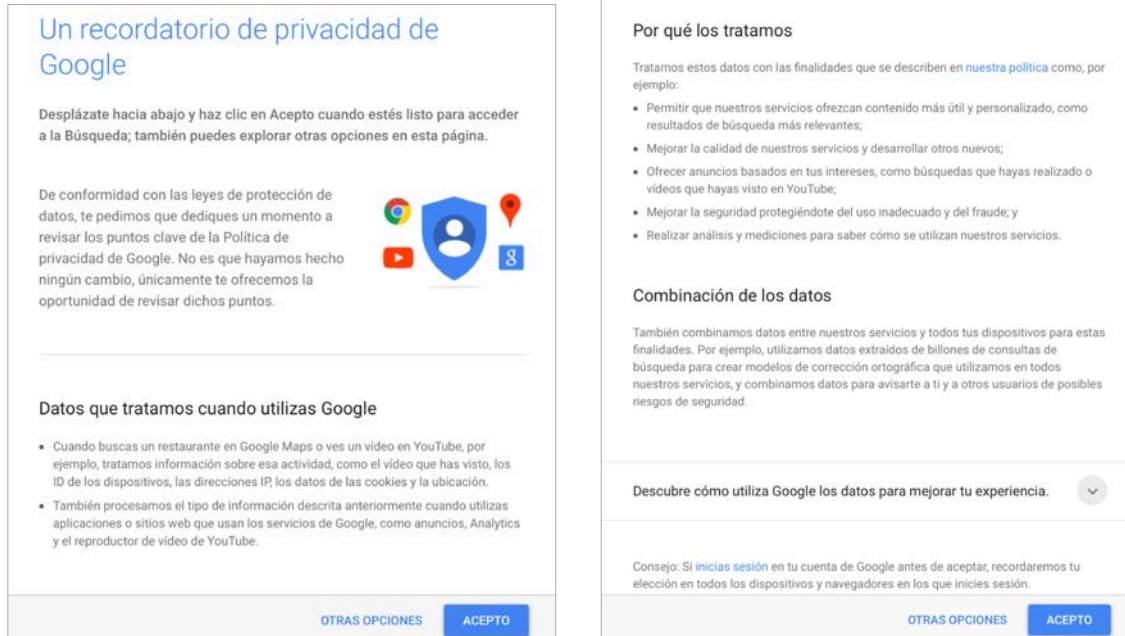 Un recordatorio de privacidad de
Google
Desplázate hacia abajo y haz clic en Acepto cuando estés listo para acceder
a la Búsqueda; también puedes explorar otras opciones en esta página.
De conformidad con las leyes de protección de
datos, te pedimos que dediques un momento a
revisar los puntos clave de la Política de
privacidad de Google. No es que hayamos hecho
ningún cambio, únicamente te ofrecemos la
oportunidad de revisar dichos puntos.
8
Datos que tratamos cuando utilizas Google
• Cuando buscas un restaurante en Google Maps o ves un vídeo en YouTube, por
ejemplo, tratamos información sobre esa actividad, como el vídeo que has visto, los
ID de los dispositivos, las direcciones IP, los datos de las cookies y la ubicación.
• También procesamos el tipo de información descrita anteriormente cuando utilizas
aplicaciones o sitios web que usan los servicios de Google, como anuncios, Analytics
y el reproductor de vídeo de YouTube.
OTRAS OPCIONES ACEPTO
Por qué los tratamos
Tratamos estos datos con las finalidades que se describen en nuestra política como, por
ejemplo:
• Permitir que nuestros servicios ofrezcan contenido más útil y personalizado, como
resultados de búsqueda más relevantes;
• Mejorar la calidad de nuestros servicios y desarrollar otros nuevos;
• Ofrecer anuncios basados en tus intereses, como búsquedas que hayas realizado o
vídeos que hayas visto en YouTube;
• Mejorar la seguridad protegiéndote del uso inadecuado y del fraude; y
• Realizar análisis y mediciones para saber cómo se utilizan nuestros servicios.
Combinación de los datos
También combinamos datos entre nuestros servicios y todos tus dispositivos para estas
finalidades. Por ejemplo, utilizamos datos extraídos de billones de consultas de
búsqueda para crear modelos de corrección ortográfica que utilizamos en todos
nuestros servicios, y combinamos datos para avisarte a ti y a otros usuarios de posibles
riesgos de seguridad.
Descubre cómo utiliza Google los datos para mejorar tu experiencia.
Consejo: Si inicias sesión en tu cuenta de Google antes de aceptar, recordaremos tu
elección en todos los dispositivos y navegadores en los que inicies sesión.
OTRAS OPCIONES ACEPTO